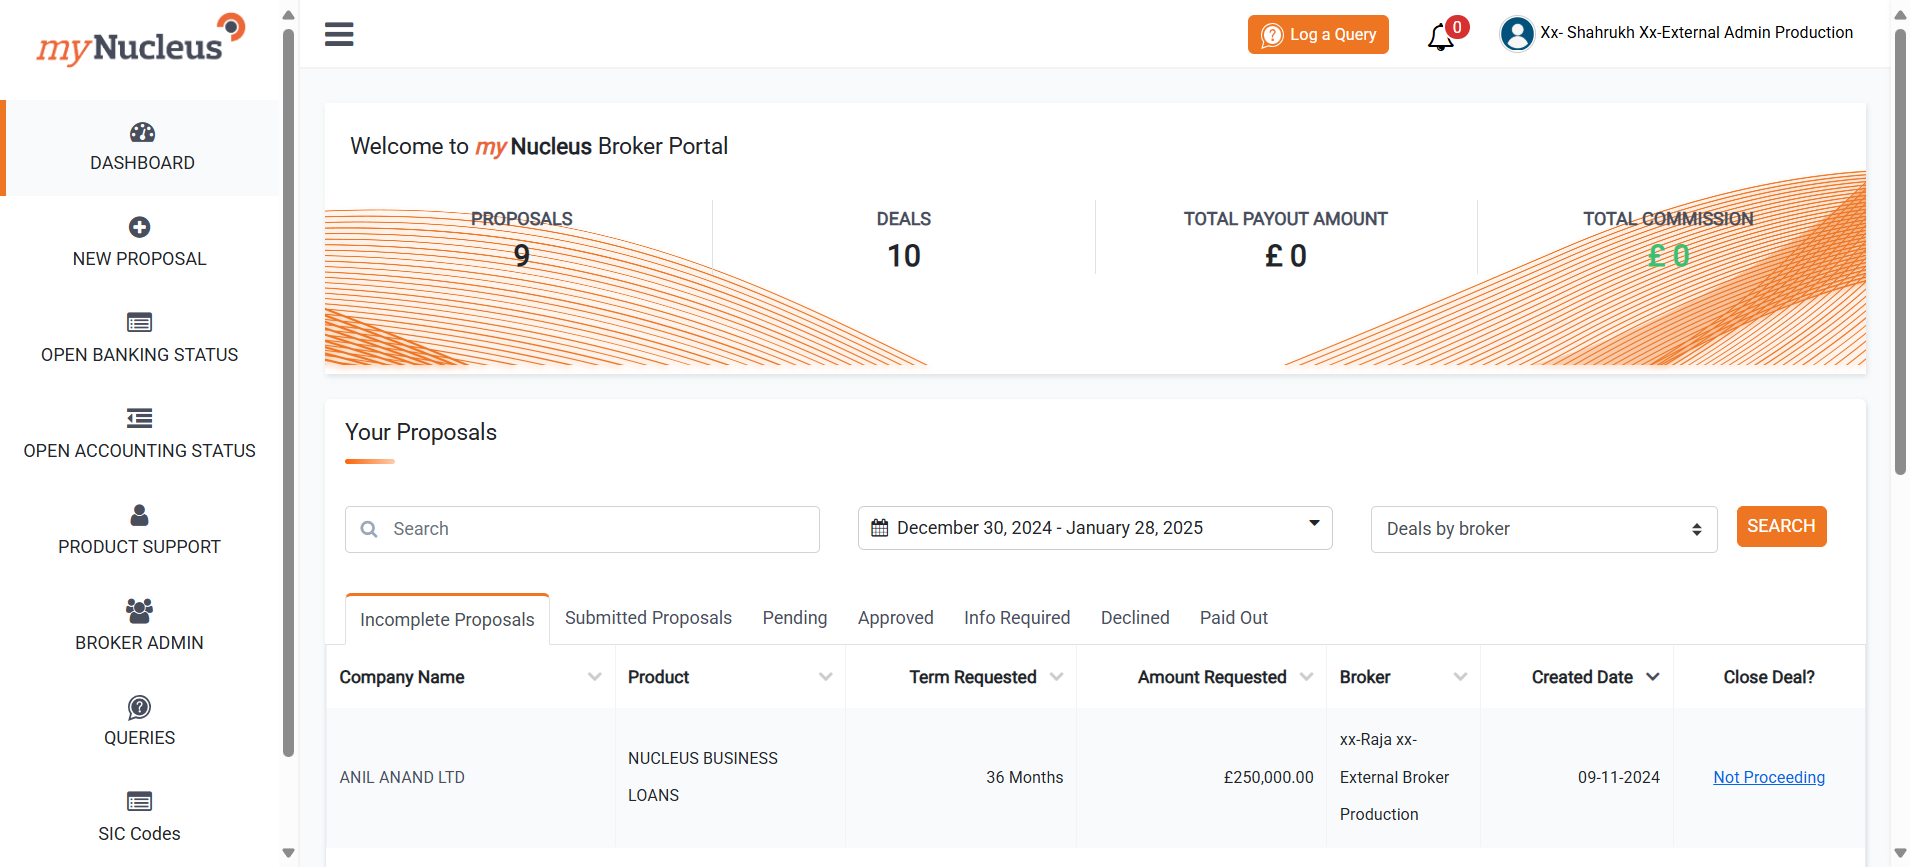 myNucleus
Log a Query
0
Xx- Shahrukh Xx-External Admin Production
DASHBOARD
NEW PROPOSAL
OPEN BANKING STATUS
OPEN ACCOUNTING STATUS
PRODUCT SUPPORT
BROKER ADMIN
QUERIES
SIC Codes
Welcome to my Nucleus Broker Portal
PROPOSALS
9
DEALS
10
TOTAL PAYOUT AMOUNT
£ 0
TOTAL COMMISSION
£ 0
Your Proposals
Search
December 30, 2024 - January 28, 2025
Deals by broker
SEARCH
Incomplete Proposals Submitted Proposals Pending Approved Info Required Declined Paid Out
Company Name Product Term Requested Amount Requested Broker Created Date Close Deal?
ANIL ANAND LTD
NUCLEUS BUSINESS
LOANS
36 Months
£250,000.00
xx-Raja xx-
External Broker
Production
09-11-2024
Not Proceeding